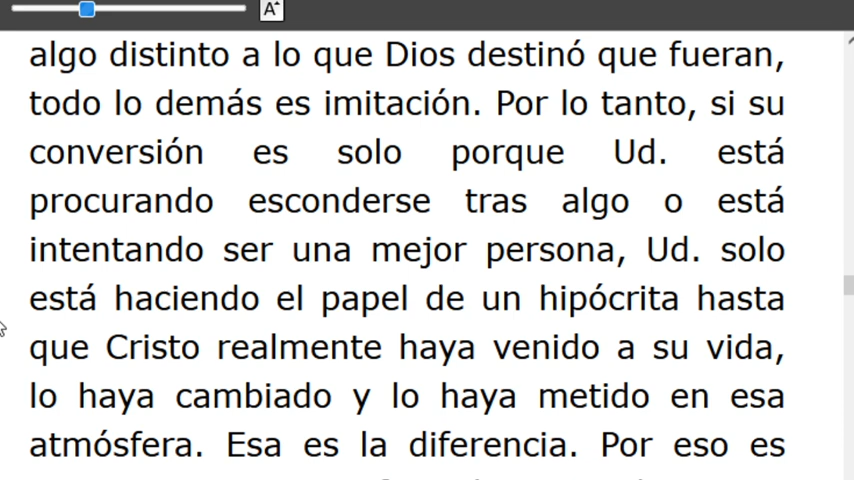 A
algo distinto a lo que Dios destinó que fueran,
todo lo demás es imitación. Por lo tanto, si su
conversión es solo porque Ud. está
procurando esconderse tras algo o está
intentando ser una mejor persona, Ud. solo
está haciendo el papel de un hipócrita hasta
que Cristo realmente haya venido a su vida,
lo haya cambiado y lo haya metido en esa
atmósfera. Esa es la diferencia. Por eso es